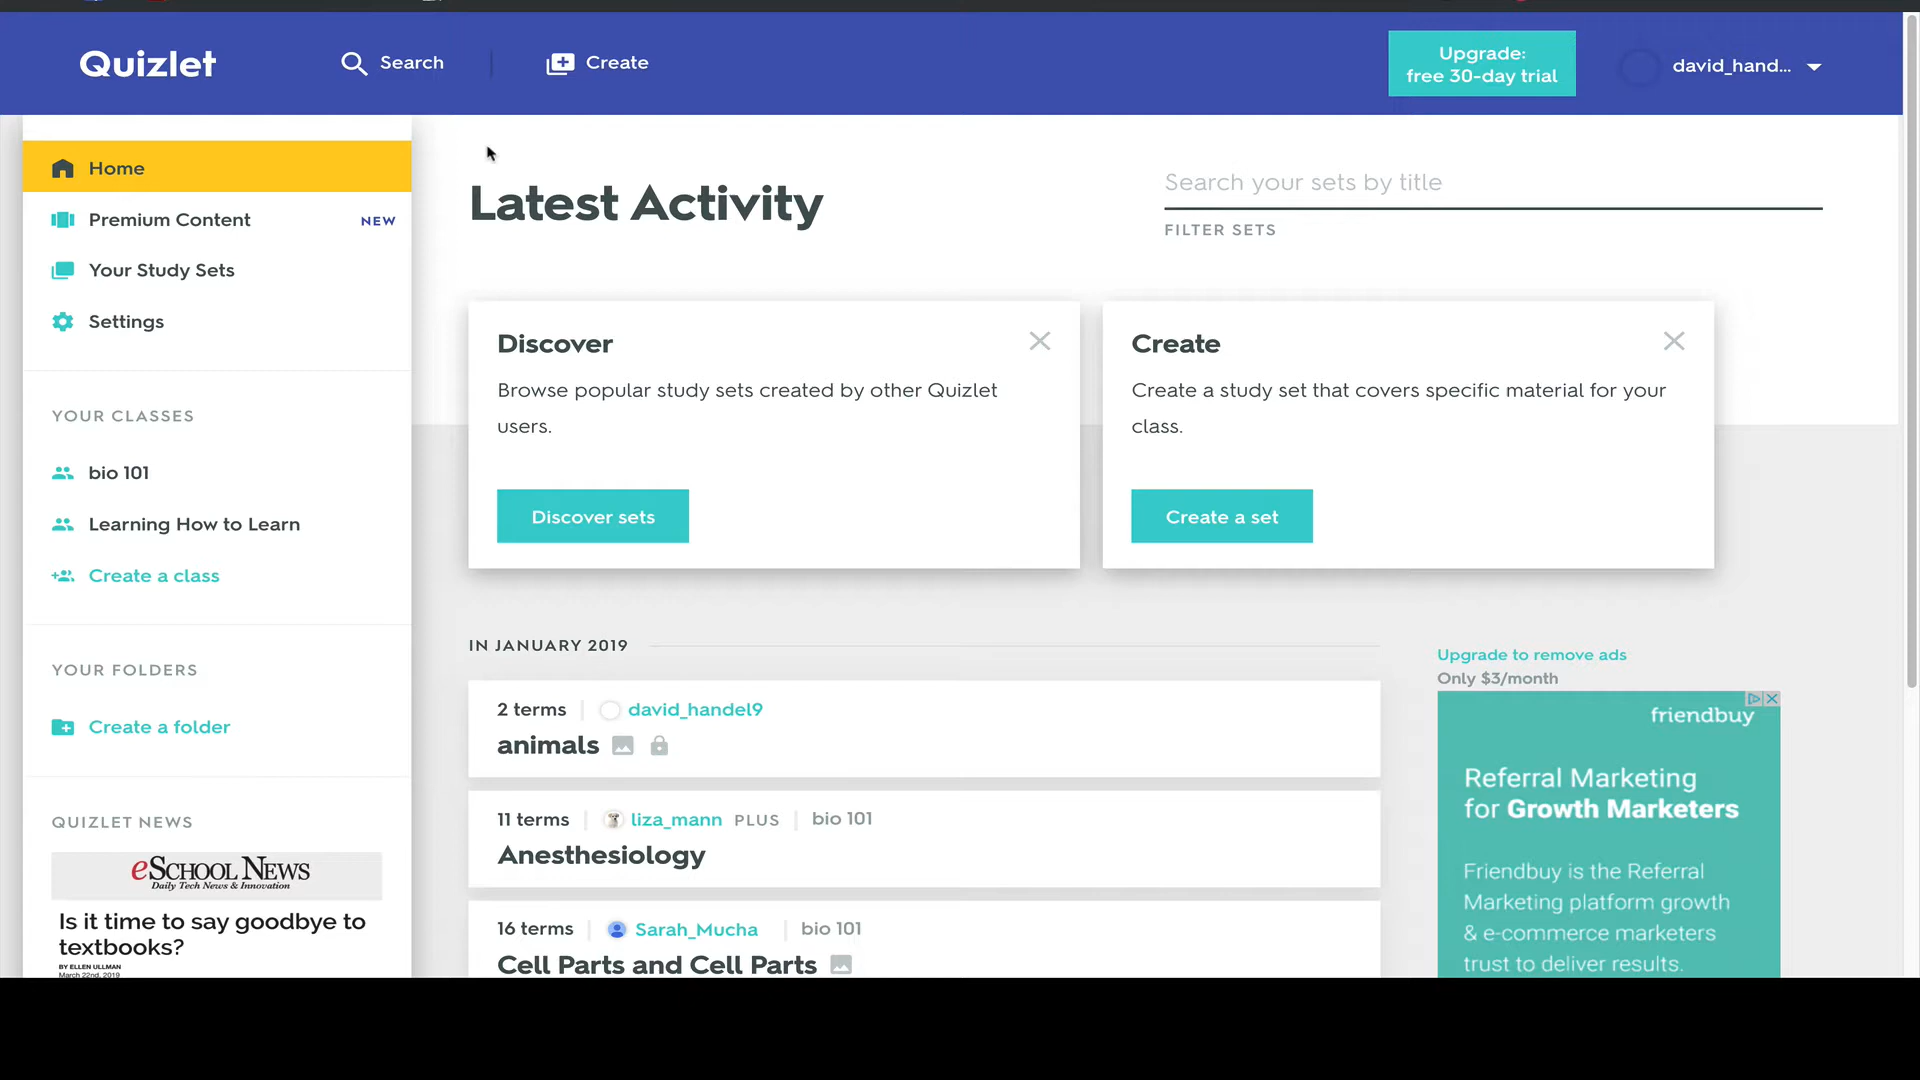 Quizlet
Search
Create
Upgrade:
free 30-day trial
david_hand...
Home
Premium Content NEW
Your Study Sets
Settings
YOUR CLASSES
bio 101
Learning How to Learn
Create a class
YOUR FOLDERS
Create a folder
QUIZLET NEWS
eSCHOOL NEWS
Daily Tech News & Innovation
Is it time to say goodbye to
textbooks?
BY ELLEN ULLMAN
March 22nd, 2019
Latest Activity
Search your sets by title
FILTER SETS
Discover
Browse popular study sets created by other Quizlet
users.
Discover sets
Create
Create a study set that covers specific material for your
class.
Create a set
IN JANUARY 2019
2 terms david_handel9
animals
11 terms liza_mann PLUS bio 101
Anesthesiology
16 terms Sarah_Mucha bio 101
Cell Parts and Cell Parts
Upgrade to remove ads
Only $3/month
friendbuy
Referral Marketing
for Growth Marketers
Friendbuy is the Referral
Marketing platform growth
& e-commerce marketers
trust to deliver results.